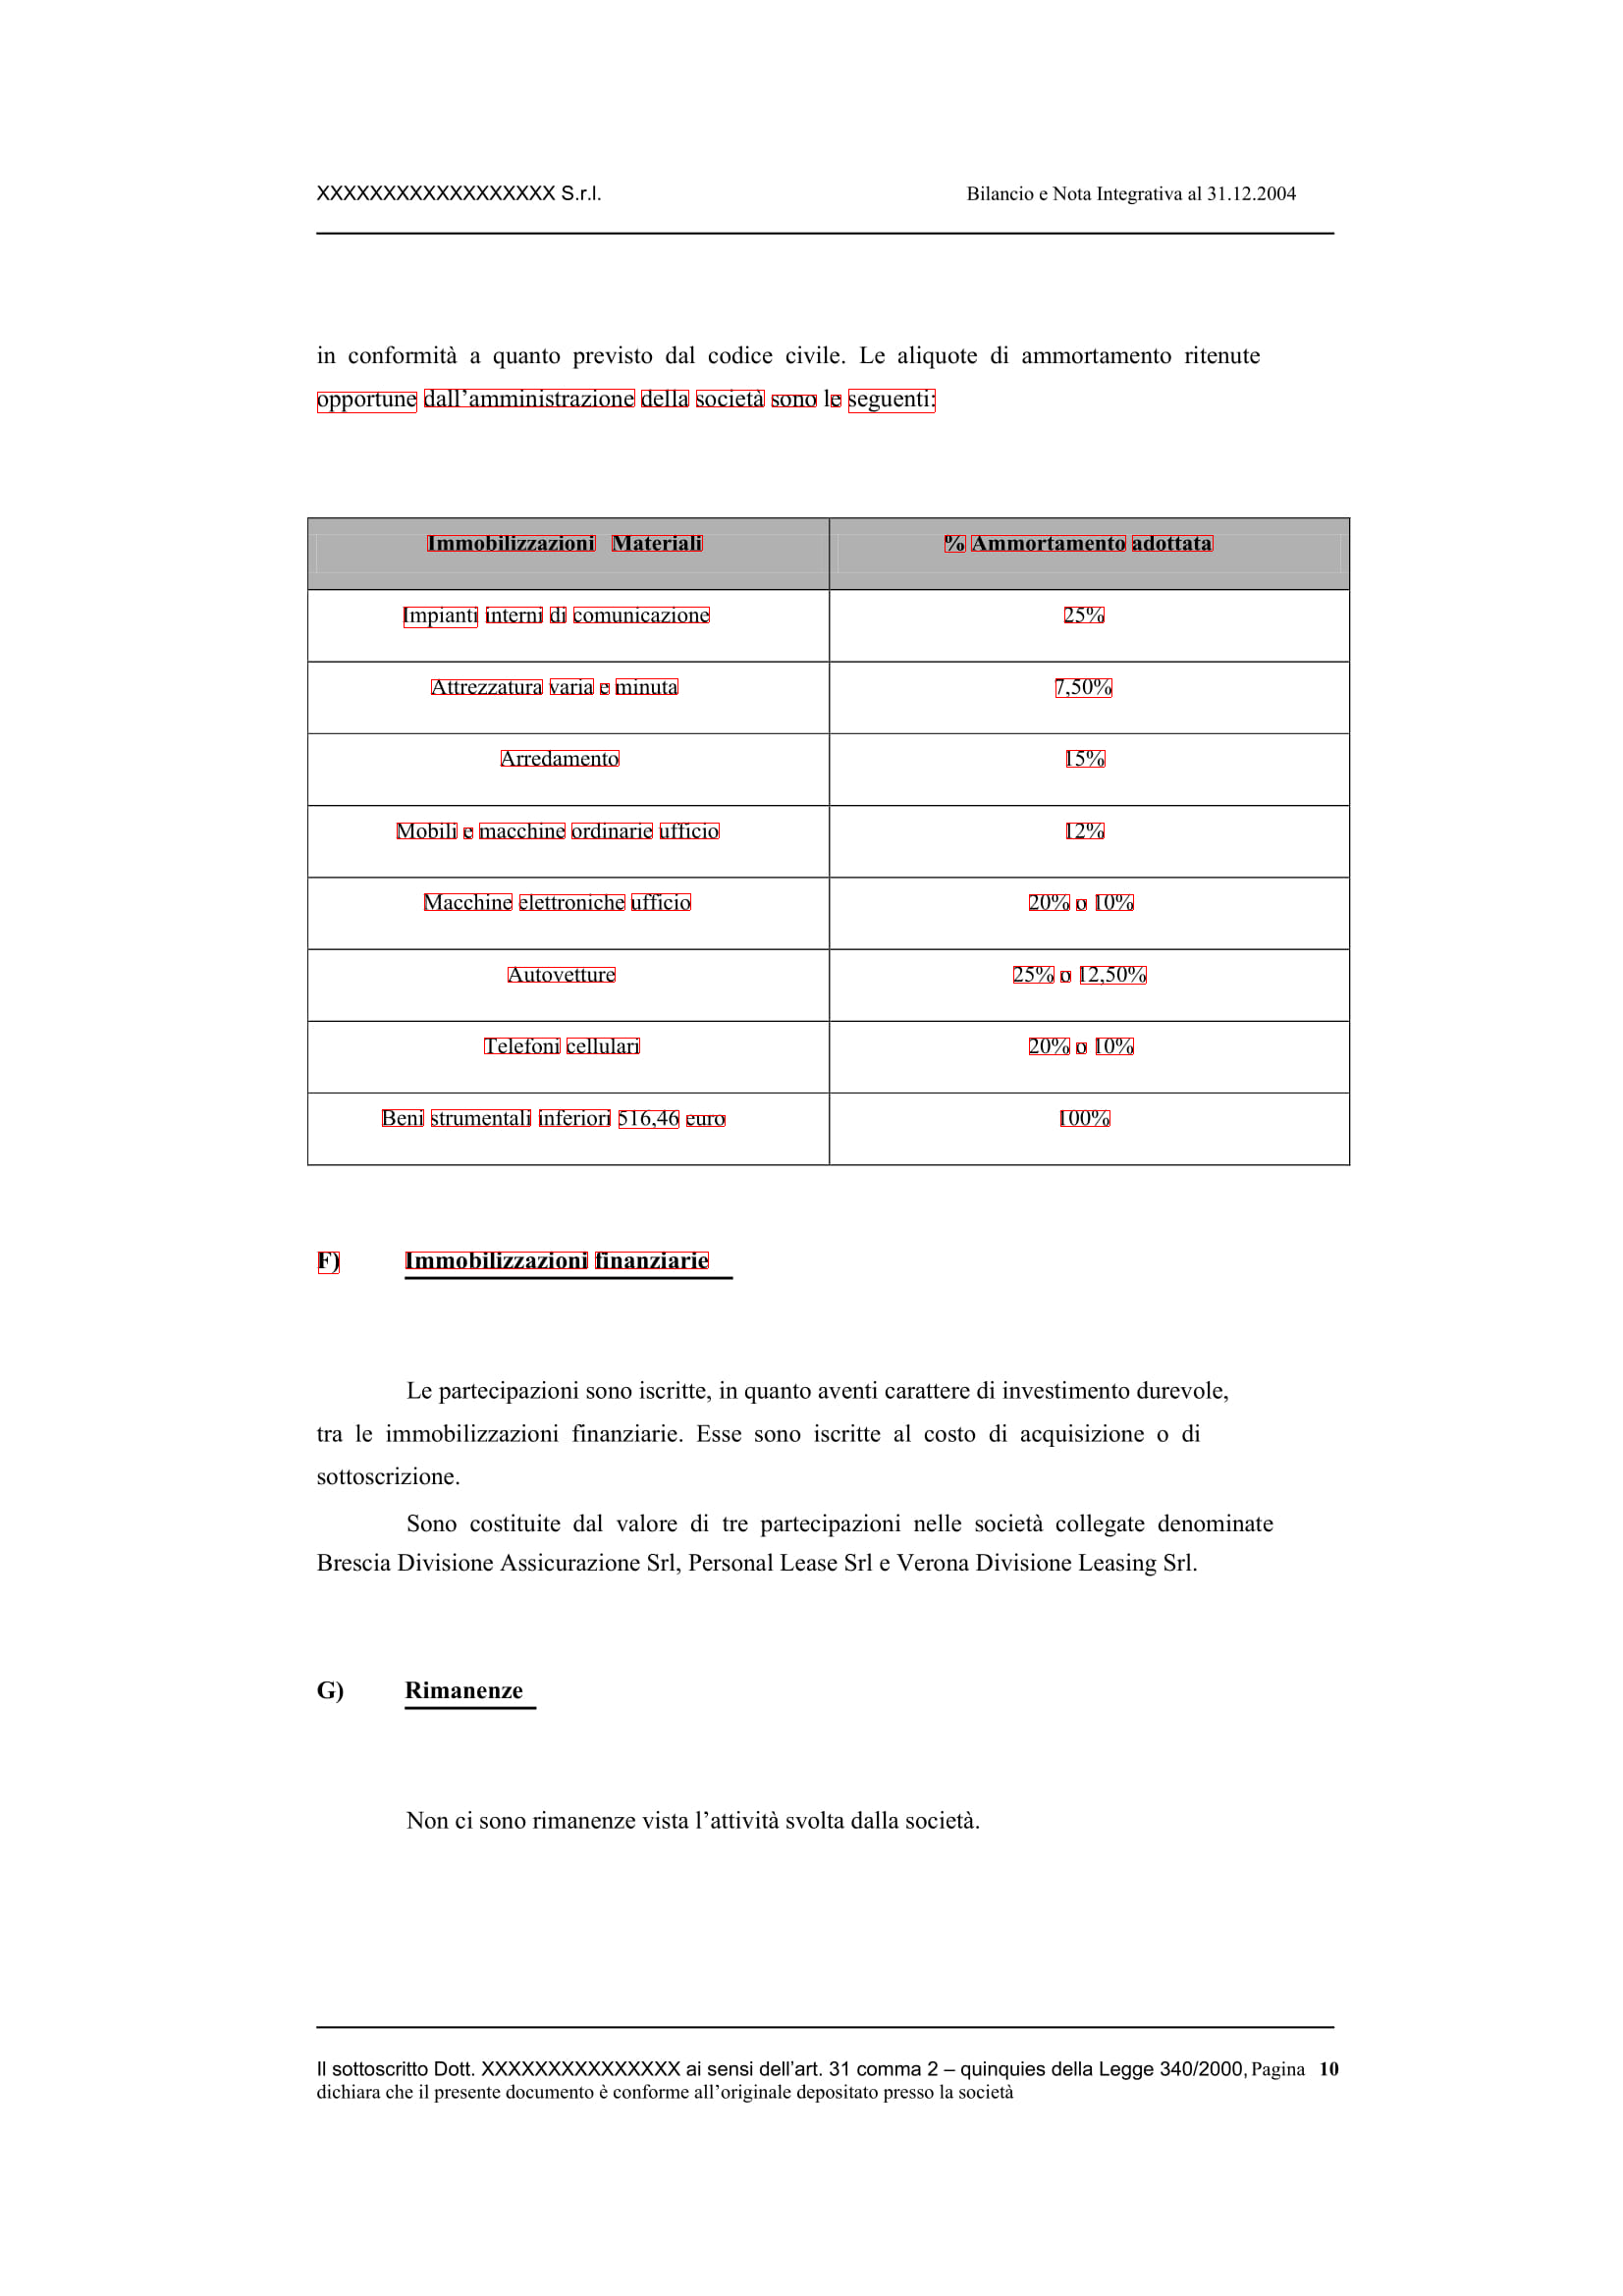 XXXXXXXXXXXXXXXXXX S.r.l. Bilancio e Nota Integrativa al 31.12.2004
in conformità a quanto previsto dal codice civile. Le aliquote di ammortamento ritenute
opportune dall’amministrazione della società sono le seguenti:
Immobilizzazioni Materiali % Ammortamento adottata
Impianti interni di comunicazione 25%
Attrezzatura varia e minuta 7,50%
Arredamento 15%
Mobili e macchine ordinarie ufficio 12%
Macchine elettroniche ufficio 20% o 10%
Autovetture 25% o 12,50%
Telefoni cellulari 20% o 10%
Beni strumentali inferiori 516,46 euro 100%
F) Immobilizzazioni finanziarie
Le partecipazioni sono iscritte, in quanto aventi carattere di investimento durevole,
tra le immobilizzazioni finanziarie. Esse sono iscritte al costo di acquisizione o di
sottoscrizione.
Sono costituite dal valore di tre partecipazioni nelle società collegate denominate
Brescia Divisione Assicurazione Srl, Personal Lease Srl e Verona Divisione Leasing Srl.
G) Rimanenze
Non ci sono rimanenze vista l’attività svolta dalla società.
Il sottoscritto Dott. XXXXXXXXXXXXXXX ai sensi dell’art. 31 comma 2 – quinquies della Legge 340/2000, Pagina 10
dichiara che il presente documento è conforme all’originale depositato presso la società